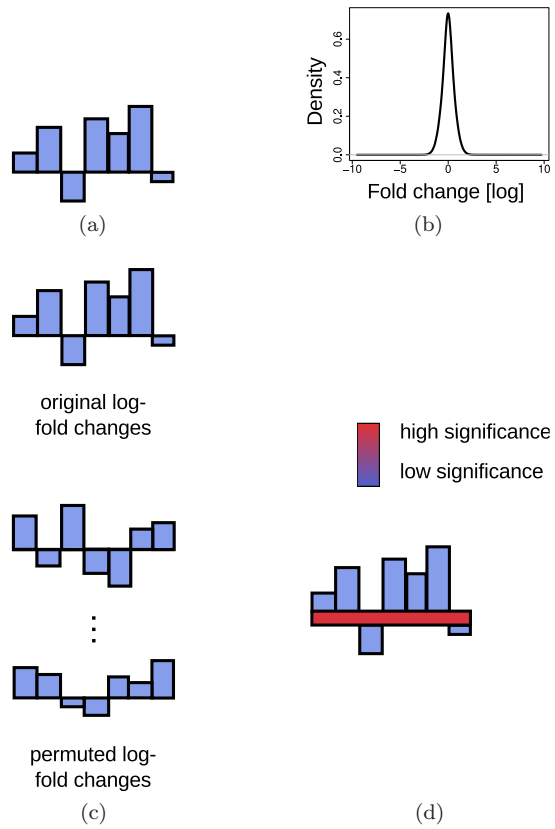 Density
0.0 0.2 0.4 0.6
−10 −5 0 5 10
Fold change [log]
(a)
(b)
original log-
fold changes
high significance
low significance
⋮
permuted log-
fold changes
(c)
(d)